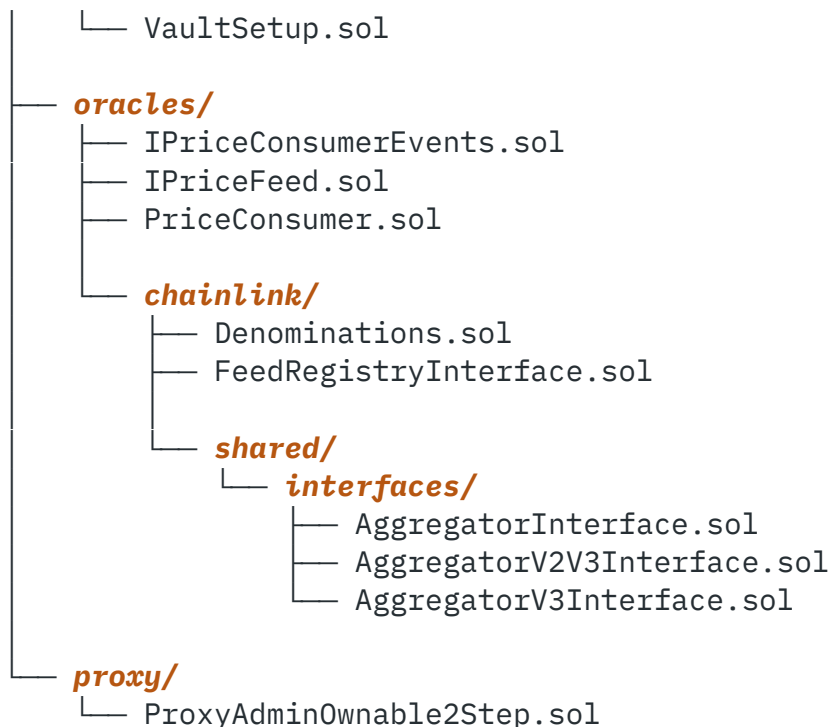 │   └── VaultSetup.sol
├── oracles/
│   ├── IPriceConsumerEvents.sol
│   ├── IPriceFeed.sol
│   ├── PriceConsumer.sol
│   └── chainlink/
│       ├── Denominations.sol
│       ├── FeedRegistryInterface.sol
│       └── shared/
│           └── interfaces/
│               ├── AggregatorInterface.sol
│               ├── AggregatorV2V3Interface.sol
│               └── AggregatorV3Interface.sol
└── proxy/
    └── ProxyAdminOwnable2Step.sol